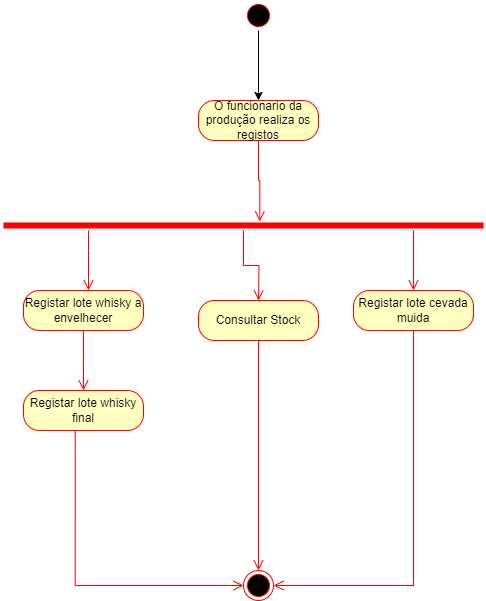 O funcionario da
produção realiza os
registos
Registar lote whisky a
envelhecer
Consultar Stock
Registar lote cevada
muida
Registar lote whisky
final